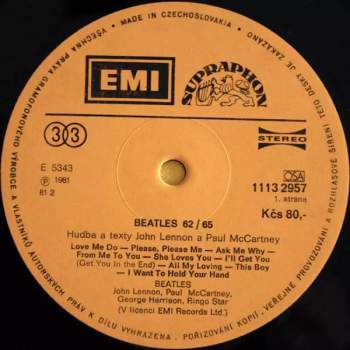 MADE IN CZECHOSLOVAKIA
VŠECHNA PRÁVA GRAMOFONOVÉHO VÝROBCE A VLASTNÍKŮ AUTORSKÝCH PRÁV K DÍLU VYHRAZENA. POŘIZOVÁNÍ KOPIÍ, VEŘEJNÉ PROVOZOVÁNÍ A ROZHLASOVÉ ŠÍŘENÍ TÉTO DESKY JE ZAKÁZÁNO
EMI
SUPRAPHON
33
STEREO
E 5343
℗ 1981
81 2
OSA
1113 2957
1. strana
Kčs 80,-
BEATLES 62/65
Hudba a texty John Lennon a Paul McCartney
Love Me Do — Please, Please Me — Ask Me Why —
From Me To You — She Loves You — I'll Get You
(Get You in the End) — All My Loving — This Boy
— I Want To Hold Your Hand
BEATLES
John Lennon, Paul McCartney,
George Harrison, Ringo Star
(V licenci EMI Records Ltd.)